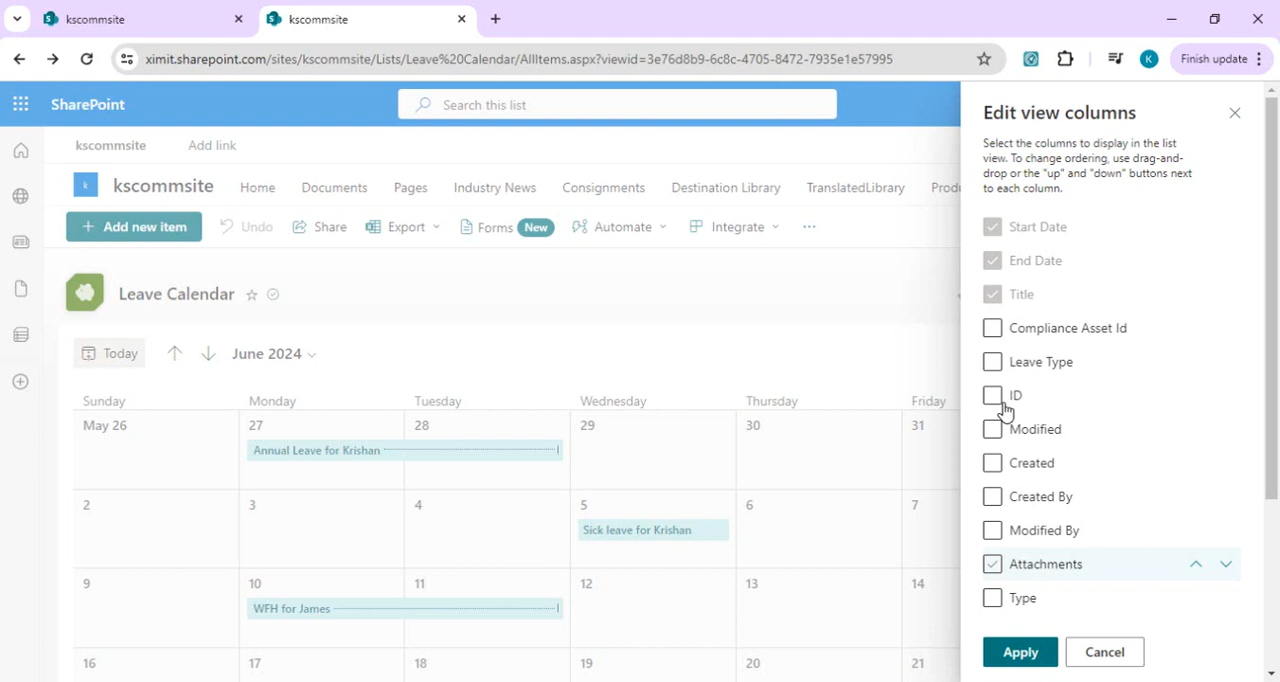 kscommsite
kscommsite
ximit.sharepoint.com/sites/kscommsite/Lists/Leave%20Calendar/AllItems.aspx?viewid=3e76d8b9-6c8c-4705-8472-7935e1e57995
K
Finish update
SharePoint
Search this list
kscommsite
Add link
k
kscommsite
Home
Documents
Pages
Industry News
Consignments
Destination Library
TranslatedLibrary
Produ
+ Add new item
Undo
Share
Export
Forms New
Automate
Integrate
...
Leave Calendar
Today
June 2024
Sunday Monday Tuesday Wednesday Thursday Friday
May 26 27 28 29 30 31
Annual Leave for Krishan
2 3 4 5 6 7
Sick leave for Krishan
9 10 11 12 13 14
WFH for James
16 17 18 19 20 21
Edit view columns
Select the columns to display in the list
view. To change ordering, use drag-and-
drop or the "up" and "down" buttons next
to each column.
Start Date
End Date
Title
Compliance Asset Id
Leave Type
ID
Modified
Created
Created By
Modified By
Attachments
Type
Apply
Cancel